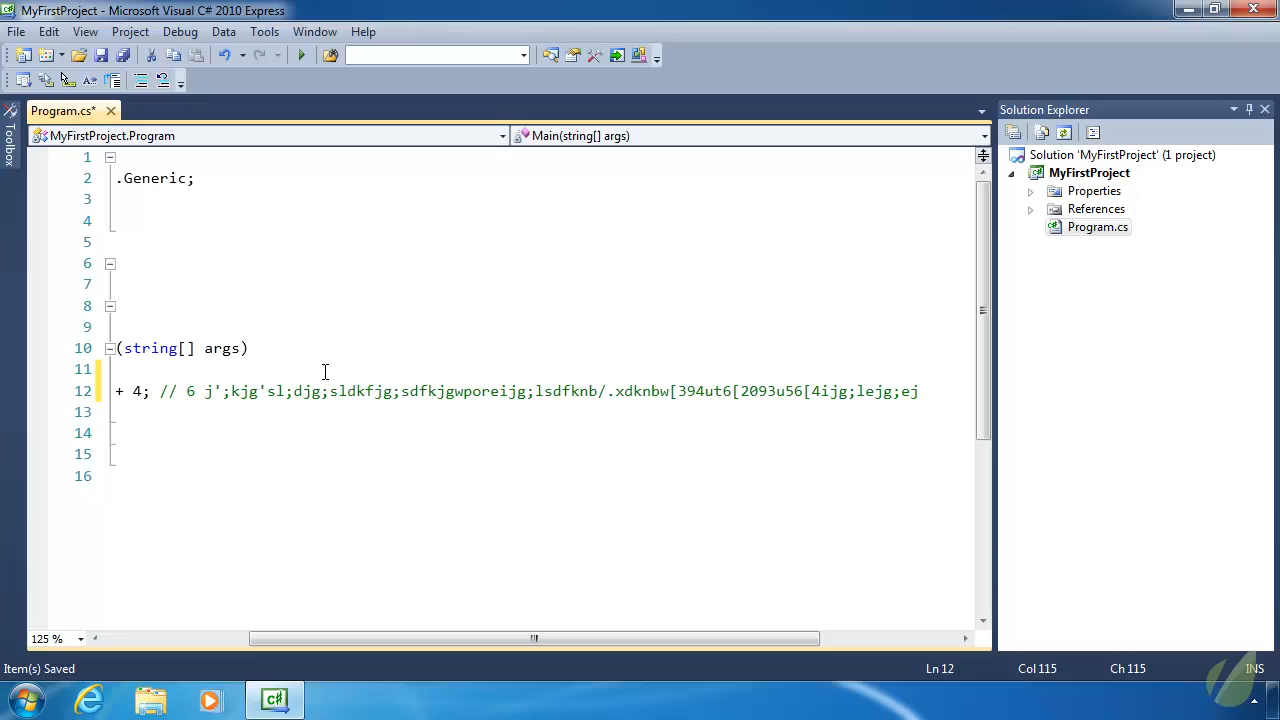 MyFirstProject - Microsoft Visual C# 2010 Express
File Edit View Project Debug Data Tools Window Help
Program.cs*
Solution Explorer
MyFirstProject.Program
Main(string[] args)
Toolbox
Solution 'MyFirstProject' (1 project)
MyFirstProject
Properties
References
Program.cs
1
2 .Generic;
3
4
5
6
7
8
9
10 (string[] args)
11
12 + 4; // 6 j';kjg'sl;djg;sldkfjg;sdfkjgwporeijg;lsdfknb/.xdknbw[394ut6[2093u56[4ijg;lejg;ej
13
14
15
16
125 %
Item(s) Saved
Ln 12
Col 115
Ch 115
INS
C#